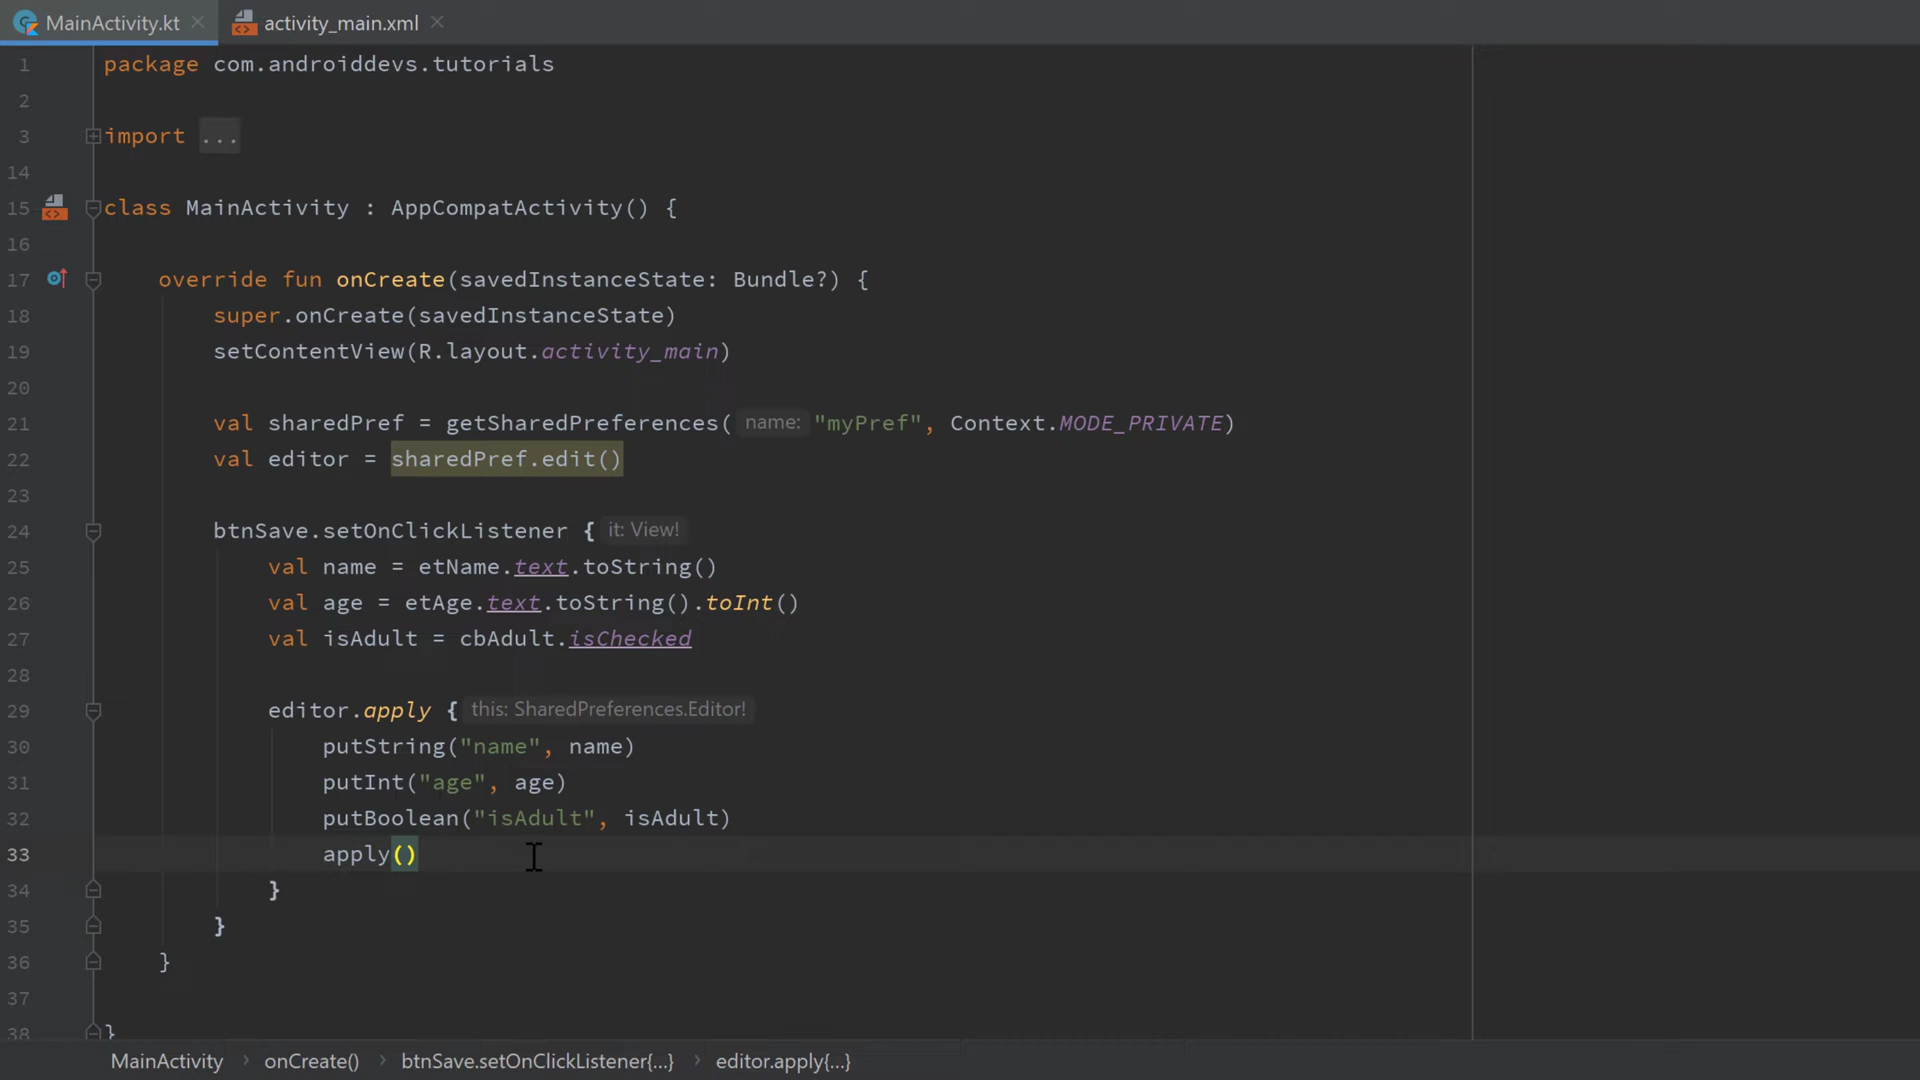 MainActivity.kt activity_main.xml
1 package com.androiddevs.tutorials
2
3 import ...
14
15 class MainActivity : AppCompatActivity() {
16
17 override fun onCreate(savedInstanceState: Bundle?) {
18 super.onCreate(savedInstanceState)
19 setContentView(R.layout.activity_main)
20
21 val sharedPref = getSharedPreferences( name: "myPref", Context.MODE_PRIVATE)
22 val editor = sharedPref.edit()
23
24 btnSave.setOnClickListener { it: View!
25 val name = etName.text.toString()
26 val age = etAge.text.toString().toInt()
27 val isAdult = cbAdult.isChecked
28
29 editor.apply { this: SharedPreferences.Editor!
30 putString("name", name)
31 putInt("age", age)
32 putBoolean("isAdult", isAdult)
33 apply()
34 }
35 }
36 }
37
38 }
MainActivity › onCreate() › btnSave.setOnClickListener{...} › editor.apply{...}